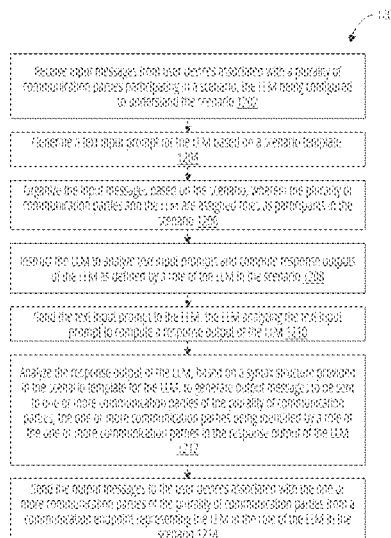 Receive input messages from user devices associated with a plurality of
communication parties participating in a scenario, the LLM being configured
to understand the scenario 1202
Generate a text input prompt for the LLM based on a scenario template
1204
Organize the input messages, based on the scenario, wherein the plurality of
communication parties and the LLM are assigned roles as participants in the
scenario 1206
Instruct the LLM to analyze text input prompts and compute response outputs
of the LLM as defined by a role of the LLM in the scenario 1208
Send the text input prompt to the LLM, the LLM analyzing the text input
prompt to compute a response output of the LLM 1210
Analyze the response output of the LLM, based on a syntax structure provided
in the scenario template for the LLM, to generate output messages to be sent
to one or more communication parties of the plurality of communication
parties, the one or more communication parties being identified by a role of
the one or more communication parties in the response output of the LLM
1212
Send the output messages to the user devices associated with the one or
more communication parties of the plurality of communication parties from a
communication endpoint representing the LLM in the role of the LLM in the
scenario 1214